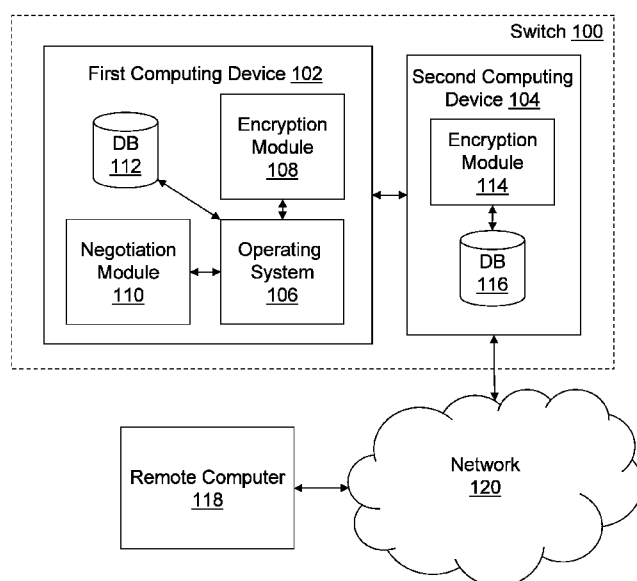 Switch 100
First Computing Device 102
Second Computing
Device 104
DB
112
Encryption
Module
108
Encryption
Module
114
Negotiation
Module
110
Operating
System
106
DB
116
Remote Computer
118
Network
120